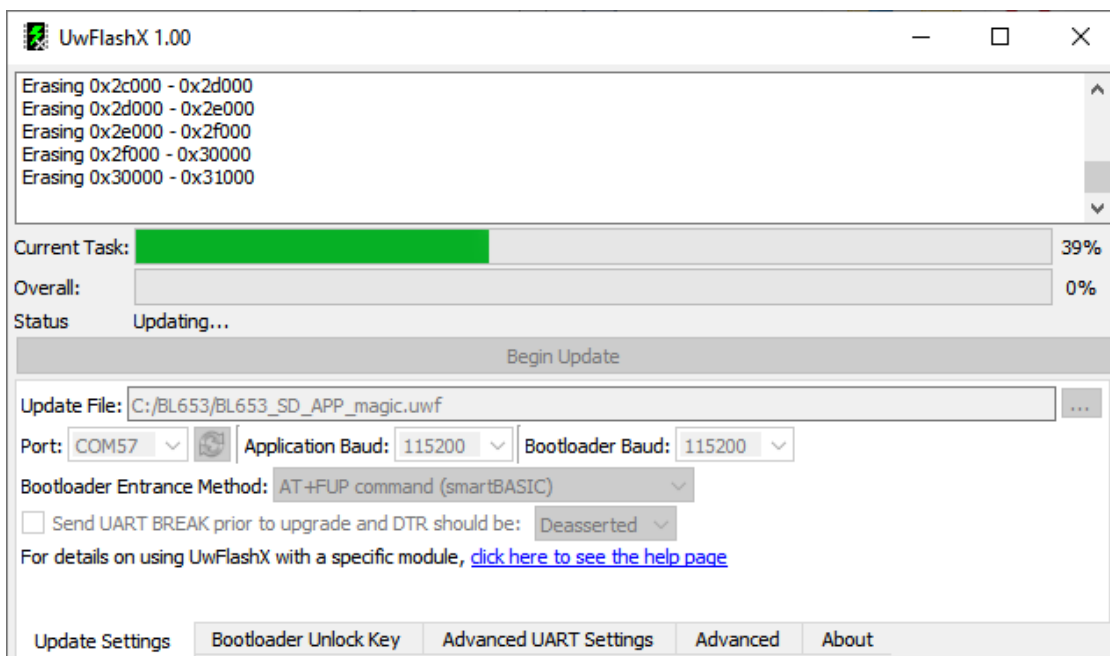 UwFlashX 1.00
Erasing 0x2c000 - 0x2d000
Erasing 0x2d000 - 0x2e000
Erasing 0x2e000 - 0x2f000
Erasing 0x2f000 - 0x30000
Erasing 0x30000 - 0x31000
Current Task: 39%
Overall: 0%
Status Updating...
Begin Update
Update File: C:/BL653/BL653_SD_APP_magic.uwf ...
Port: COM57 Application Baud: 115200 Bootloader Baud: 115200
Bootloader Entrance Method: AT+FUP command (smartBASIC)
Send UART BREAK prior to upgrade and DTR should be: Deasserted
For details on using UwFlashX with a specific module, click here to see the help page
Update Settings Bootloader Unlock Key Advanced UART Settings Advanced About